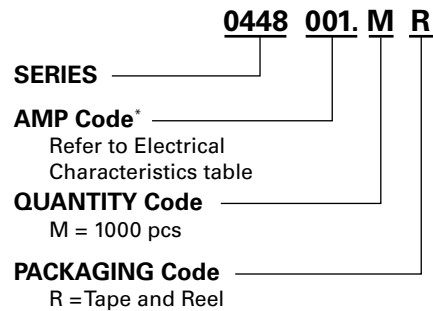 0448 001. M R
SERIES
AMP Code*
Refer to Electrical
Characteristics table
QUANTITY Code
M = 1000 pcs
PACKAGING Code
R =Tape and Reel